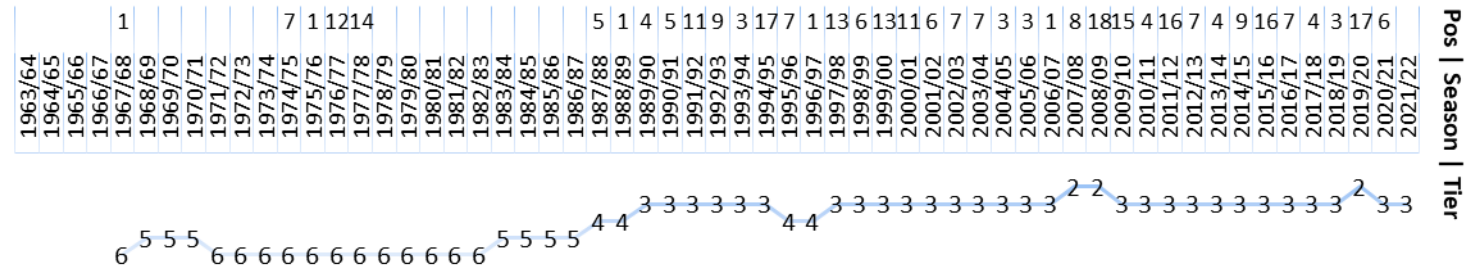 1 7 1 12 14 5 1 4 5 11 9 3 17 7 1 13 6 13 11 6 7 7 3 3 1 8 18 15 4 16 7 4 9 16 7 4 3 17 6
1963/64 1964/65 1965/66 1966/67 1967/68 1968/69 1969/70 1970/71 1971/72 1972/73 1973/74 1974/75 1975/76 1976/77 1977/78 1978/79 1979/80 1980/81 1981/82 1982/83 1983/84 1984/85 1985/86 1986/87 1987/88 1988/89 1989/90 1990/91 1991/92 1992/93 1993/94 1994/95 1995/96 1996/97 1997/98 1998/99 1999/00 2000/01 2001/02 2002/03 2003/04 2004/05 2005/06 2006/07 2007/08 2008/09 2009/10 2010/11 2011/12 2012/13 2013/14 2014/15 2015/16 2016/17 2017/18 2018/19 2019/20 2020/21 2021/22
6 5 5 5 6 6 6 6 6 6 6 6 6 6 6 6 5 5 5 5 4 4 3 3 3 3 3 3 4 4 3 3 3 3 3 3 3 3 3 3 2 2 3 3 3 3 3 3 3 3 3 3 2 3 3
Pos | Season | Tier